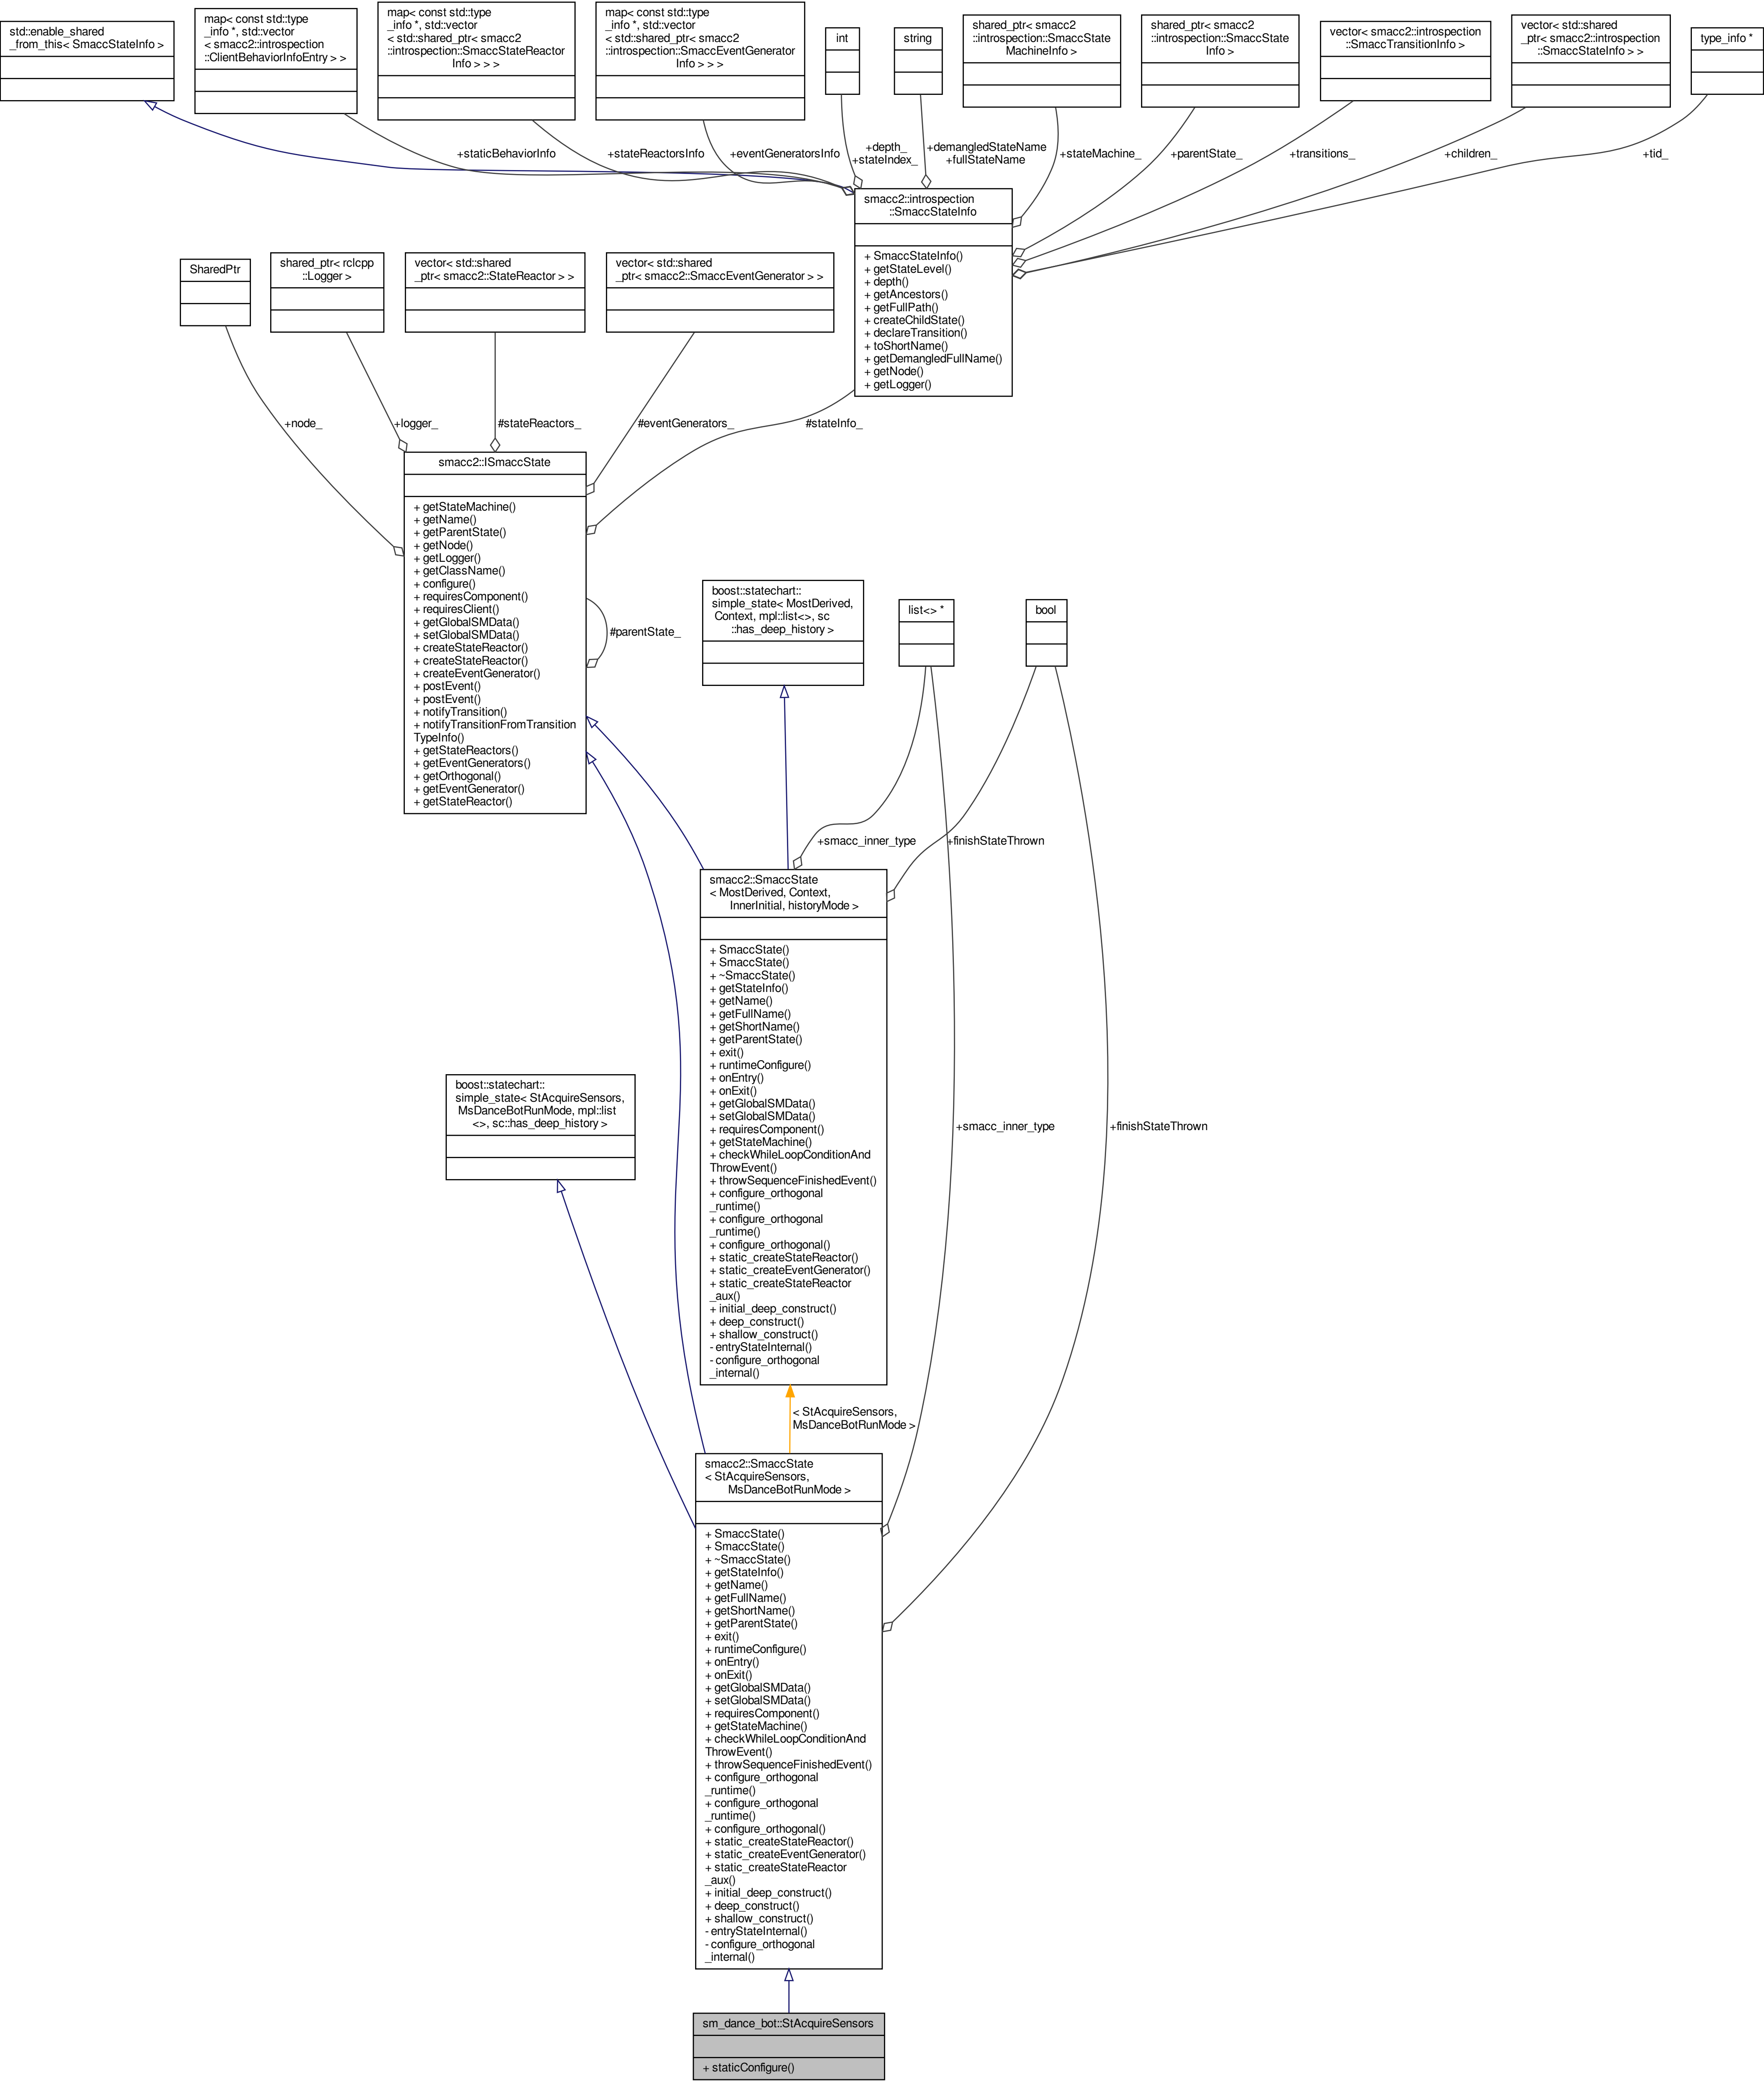 std::enable_shared
_from_this< SmaccStateInfo >
map< const std::type
_info *, std::vector
< smacc2::introspection
::ClientBehaviorInfoEntry > >
map< const std::type
_info *, std::vector
< std::shared_ptr< smacc2
::introspection::SmaccStateReactor
Info > > >
map< const std::type
_info *, std::vector
< std::shared_ptr< smacc2
::introspection::SmaccEventGenerator
Info > > >
int
string
shared_ptr< smacc2
::introspection::SmaccState
MachineInfo >
shared_ptr< smacc2
::introspection::SmaccState
Info >
vector< smacc2::introspection
::SmaccTransitionInfo >
vector< std::shared
_ptr< smacc2::introspection
::SmaccStateInfo > >
type_info *
+staticBehaviorInfo
+stateReactorsInfo
+eventGeneratorsInfo
+depth_
+stateIndex_
+demangledStateName
+fullStateName
+stateMachine_
+parentState_
+transitions_
+children_
+tid_
smacc2::introspection
::SmaccStateInfo
+ SmaccStateInfo()
+ getStateLevel()
+ depth()
+ getAncestors()
+ getFullPath()
+ createChildState()
+ declareTransition()
+ toShortName()
+ getDemangledFullName()
+ getNode()
+ getLogger()
SharedPtr
shared_ptr< rclcpp
::Logger >
vector< std::shared
_ptr< smacc2::StateReactor > >
vector< std::shared
_ptr< smacc2::SmaccEventGenerator > >
+node_
+logger_
#stateReactors_
#eventGenerators_
#stateInfo_
smacc2::ISmaccState
+ getStateMachine()
+ getName()
+ getParentState()
+ getNode()
+ getLogger()
+ getClassName()
+ configure()
+ requiresComponent()
+ requiresClient()
+ getGlobalSMData()
+ setGlobalSMData()
+ createStateReactor()
+ createStateReactor()
+ createEventGenerator()
+ postEvent()
+ postEvent()
+ notifyTransition()
+ notifyTransitionFromTransition
TypeInfo()
+ getStateReactors()
+ getEventGenerators()
+ getOrthogonal()
+ getEventGenerator()
+ getStateReactor()
#parentState_
boost::statechart::
simple_state< MostDerived,
Context, mpl::list<>, sc
::has_deep_history >
list<> *
bool
+smacc_inner_type
+finishStateThrown
smacc2::SmaccState
< MostDerived, Context,
InnerInitial, historyMode >
+ SmaccState()
+ SmaccState()
+ ~SmaccState()
+ getStateInfo()
+ getName()
+ getFullName()
+ getShortName()
+ getParentState()
+ exit()
+ runtimeConfigure()
+ onEntry()
+ onExit()
+ getGlobalSMData()
+ setGlobalSMData()
+ requiresComponent()
+ getStateMachine()
+ checkWhileLoopConditionAnd
ThrowEvent()
+ throwSequenceFinishedEvent()
+ configure_orthogonal
_runtime()
+ configure_orthogonal
_runtime()
+ configure_orthogonal()
+ static_createStateReactor()
+ static_createEventGenerator()
+ static_createStateReactor
_aux()
+ initial_deep_construct()
+ deep_construct()
+ shallow_construct()
- entryStateInternal()
- configure_orthogonal
_internal()
boost::statechart::
simple_state< StAcquireSensors,
MsDanceBotRunMode, mpl::list
<>, sc::has_deep_history >
+smacc_inner_type
+finishStateThrown
< StAcquireSensors,
MsDanceBotRunMode >
smacc2::SmaccState
< StAcquireSensors,
MsDanceBotRunMode >
+ SmaccState()
+ SmaccState()
+ ~SmaccState()
+ getStateInfo()
+ getName()
+ getFullName()
+ getShortName()
+ getParentState()
+ exit()
+ runtimeConfigure()
+ onEntry()
+ onExit()
+ getGlobalSMData()
+ setGlobalSMData()
+ requiresComponent()
+ getStateMachine()
+ checkWhileLoopConditionAnd
ThrowEvent()
+ throwSequenceFinishedEvent()
+ configure_orthogonal
_runtime()
+ configure_orthogonal
_runtime()
+ configure_orthogonal()
+ static_createStateReactor()
+ static_createEventGenerator()
+ static_createStateReactor
_aux()
+ initial_deep_construct()
+ deep_construct()
+ shallow_construct()
- entryStateInternal()
- configure_orthogonal
_internal()
sm_dance_bot::StAcquireSensors
+ staticConfigure()